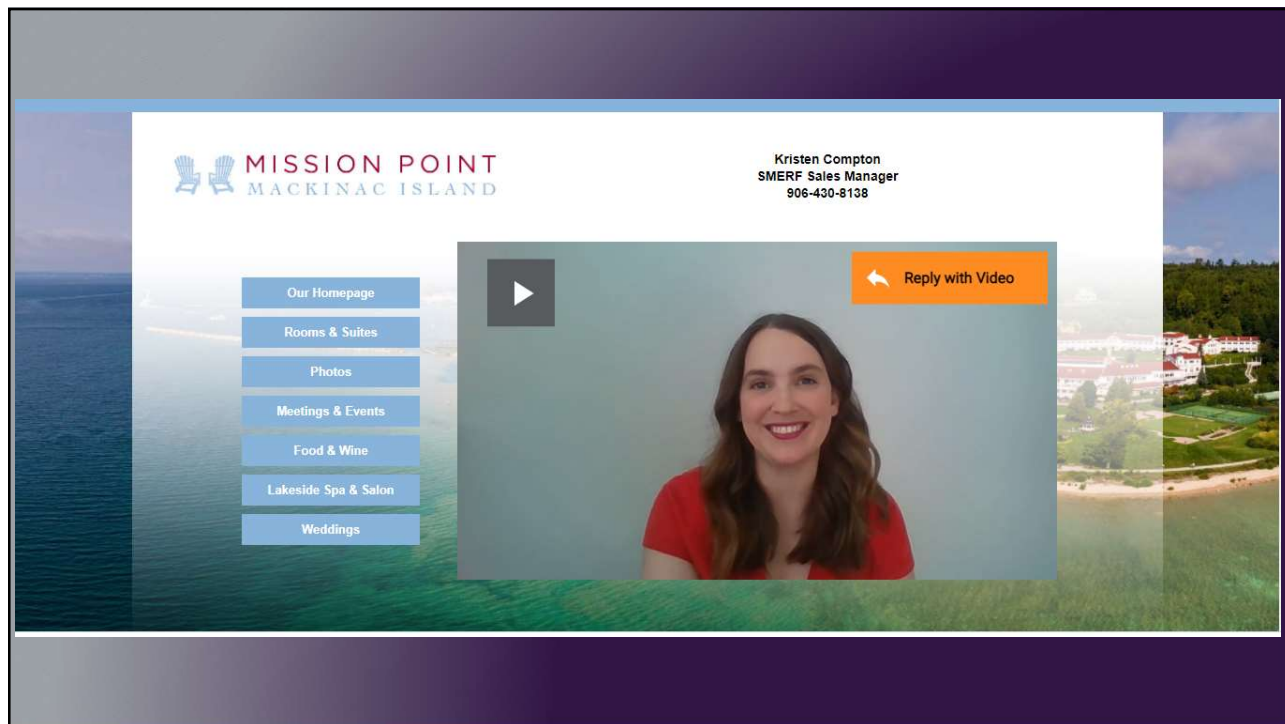 MISSION POINT
MACKINAC ISLAND
Kristen Compton
SMERF Sales Manager
906-430-8138
Reply with Video
Our Homepage
Rooms & Suites
Photos
Meetings & Events
Food & Wine
Lakeside Spa & Salon
Weddings